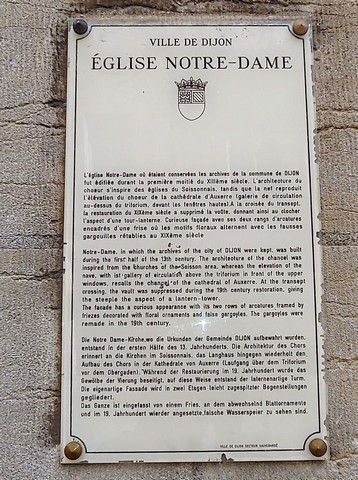 VILLE DE DIJON
ÉGLISE NOTRE-DAME
L'église Notre-Dame où étaient conservées les archives de la commune de DIJON
fut édifiée durant la première moitié du XIIIème siècle. L'architecture du
choeur s'inspire des églises du Soissonnais, tandis que la nef reproduit
l'élévation du choeur de la cathédrale d'Auxerre (galerie de circulation
au-dessus du triforium, devant les fenêtres hautes). A la croisée du transept,
la restauration du XIXème siècle a supprimé la voûte, donnant ainsi au clocher
l'aspect d'une tour-lanterne. Curieuse façade avec ses deux rangs d'arcatures
encadrés d'une frise où les motifs floraux alternent avec les fausses
gargouilles rétablies au XIXème siècle
Notre-Dame, in which the archives of the city of DIJON were kept, was built
during the first half of the 13th century. The architecture of the chancel was
inspired from the churches of the Soisson area, whereas the elevation of the
nave, with its gallery of circulation above the triforium in front of the upper
windows, recalls the chancel of the cathedral of Auxerre. At the transept
crossing, the vault was suppressed during the 19th century restoration, giving
the steeple the aspect of a lantern-tower.
The facade has a curious appearance with its two rows of arcatures framed by
friezes decorated with floral ornaments and false gargoyles. The gargoyles were
remade in the 19th century.
Die Notre Dame-Kirche, wo die Urkunden der Gemeinde DIJON aufbewahrt wurden,
entstand in der ersten Hälfte des 13. Jahrhunderts. Die Architektur des Chors
erinnert an die Kirchen im Soissonnais, das Langhaus hingegen wiederholt den
Aufbau des Chors in der Kathedrale von Auxerre (Laufgang über dem Triforium
vor dem Obergaden). Während der Restaurierung im 19. Jahrhundert wurde das
Gewölbe der Vierung beseitigt, auf diese Weise entstand der laternenartige Turm.
Die eigenartige Fassade wird in zwei Etagen leicht zugespitzter Bogenstellungen
gegliedert.
Das Ganze ist eingefasst von einem Fries, an dem abwechselnd Blattornamente
und im 19. Jahrhundert wierder angesetzte, falsche Wasserspeier zu sehen sind.
VILLE DE DIJON SECTEUR SAUVEGARDÉ